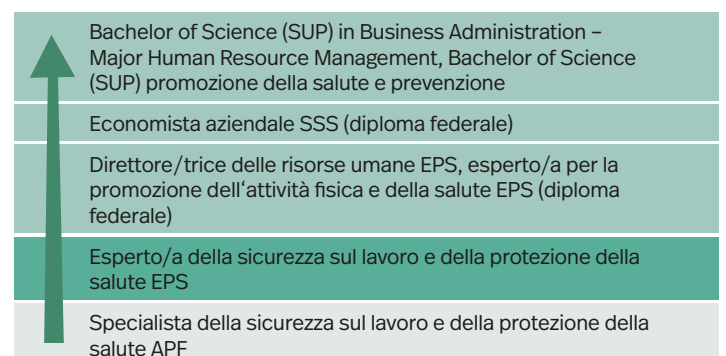 Bachelor of Science (SUP) in Business Administration –
Major Human Resource Management, Bachelor of Science
(SUP) promozione della salute e prevenzione
Economista aziendale SSS (diploma federale)
Direttore/trice delle risorse umane EPS, esperto/a per la
promozione dell'attività fisica e della salute EPS (diploma
federale)
Esperto/a della sicurezza sul lavoro e della protezione della
salute EPS
Specialista della sicurezza sul lavoro e della protezione della
salute APF